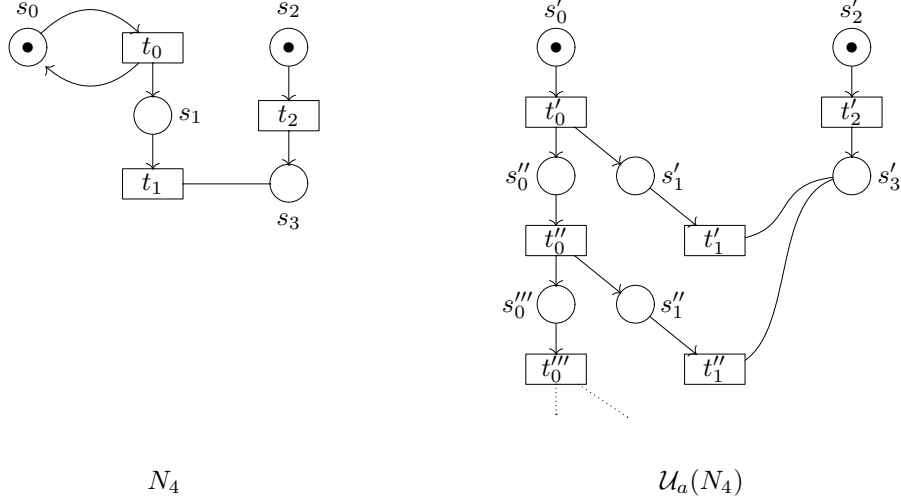 s₀ s₂ s′₀ s′₂
t₀
t₂ t′₀ t′₂
s₁
s″₀ s′₁ s′₃
t₁
s₃
t″₀ t′₁
s‴₀ s″₁
t‴₀ t″₁
N₄ 𝒰ₐ(N₄)